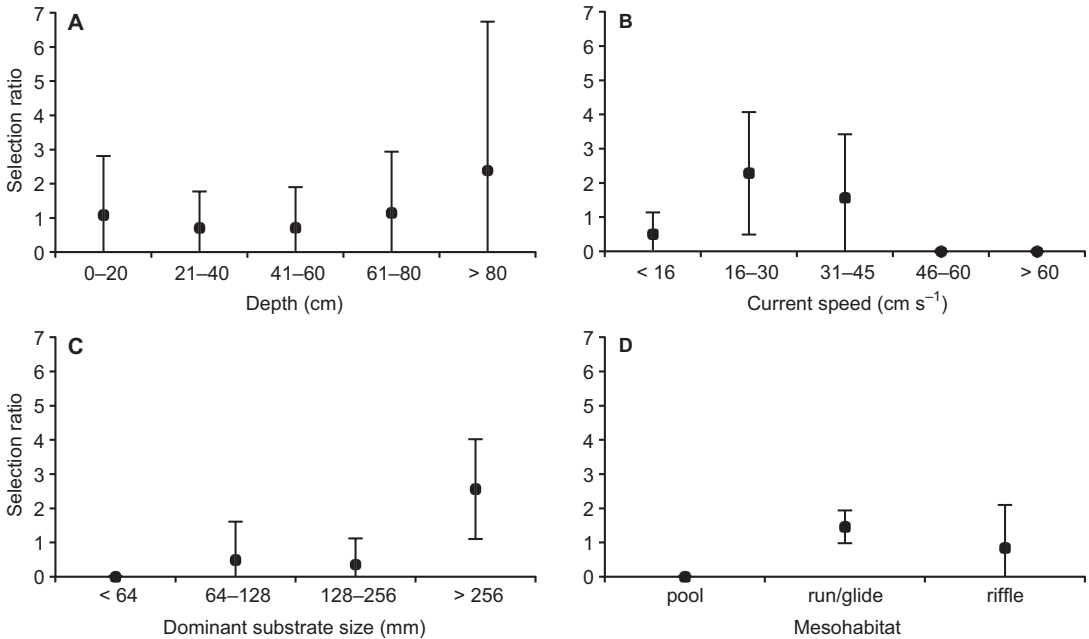 A
7
6
5
4
3
2
1
0
Selection ratio
0–20 21–40 41–60 61–80 > 80
Depth (cm)
B
7
6
5
4
3
2
1
0
< 16 16–30 31–45 46–60 > 60
Current speed (cm s⁻¹)
C
7
6
5
4
3
2
1
0
Selection ratio
< 64 64–128 128–256 > 256
Dominant substrate size (mm)
D
7
6
5
4
3
2
1
0
pool run/glide riffle
Mesohabitat